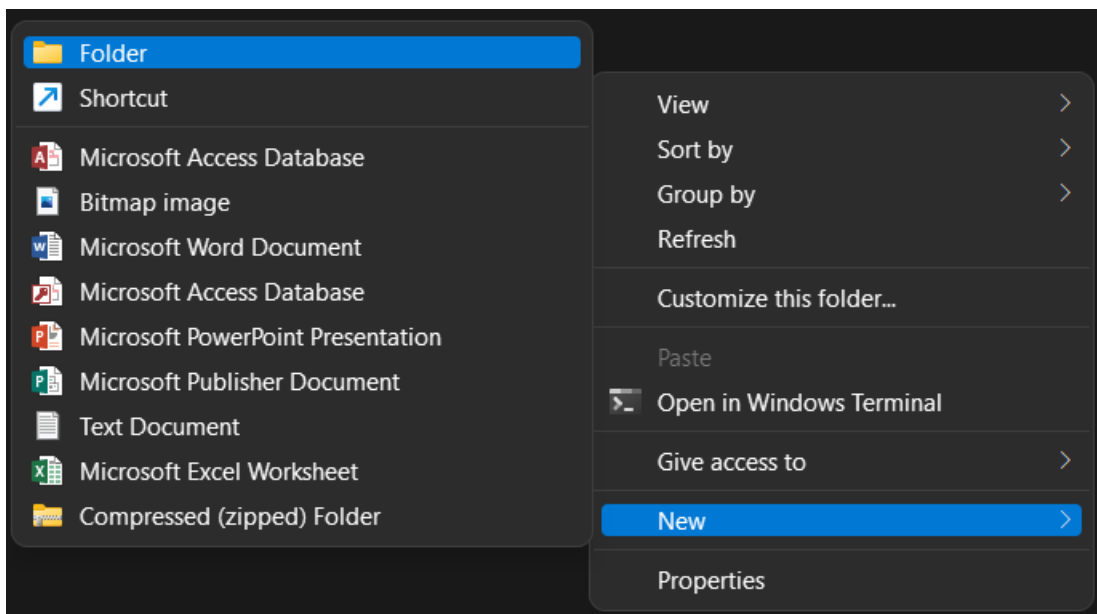 Folder
Shortcut
Microsoft Access Database
Bitmap image
Microsoft Word Document
Microsoft Access Database
Microsoft PowerPoint Presentation
Microsoft Publisher Document
Text Document
Microsoft Excel Worksheet
Compressed (zipped) Folder
View
Sort by
Group by
Refresh
Customize this folder...
Paste
Open in Windows Terminal
Give access to
New
Properties